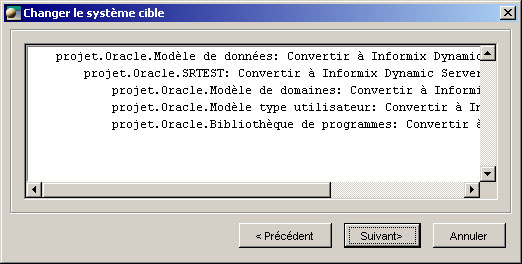 Changer le système cible
projet.Oracle.Modèle de données: Convertir à Informix Dynamic
projet.Oracle.SRTEST: Convertir à Informix Dynamic Server
projet.Oracle.Modèle de domaines: Convertir à
projet.Oracle.Modèle type utilisateur: Convertir à
projet.Oracle.Bibliothèque de programmes: Convertir à
< Précédent
Suivant>
Annuler